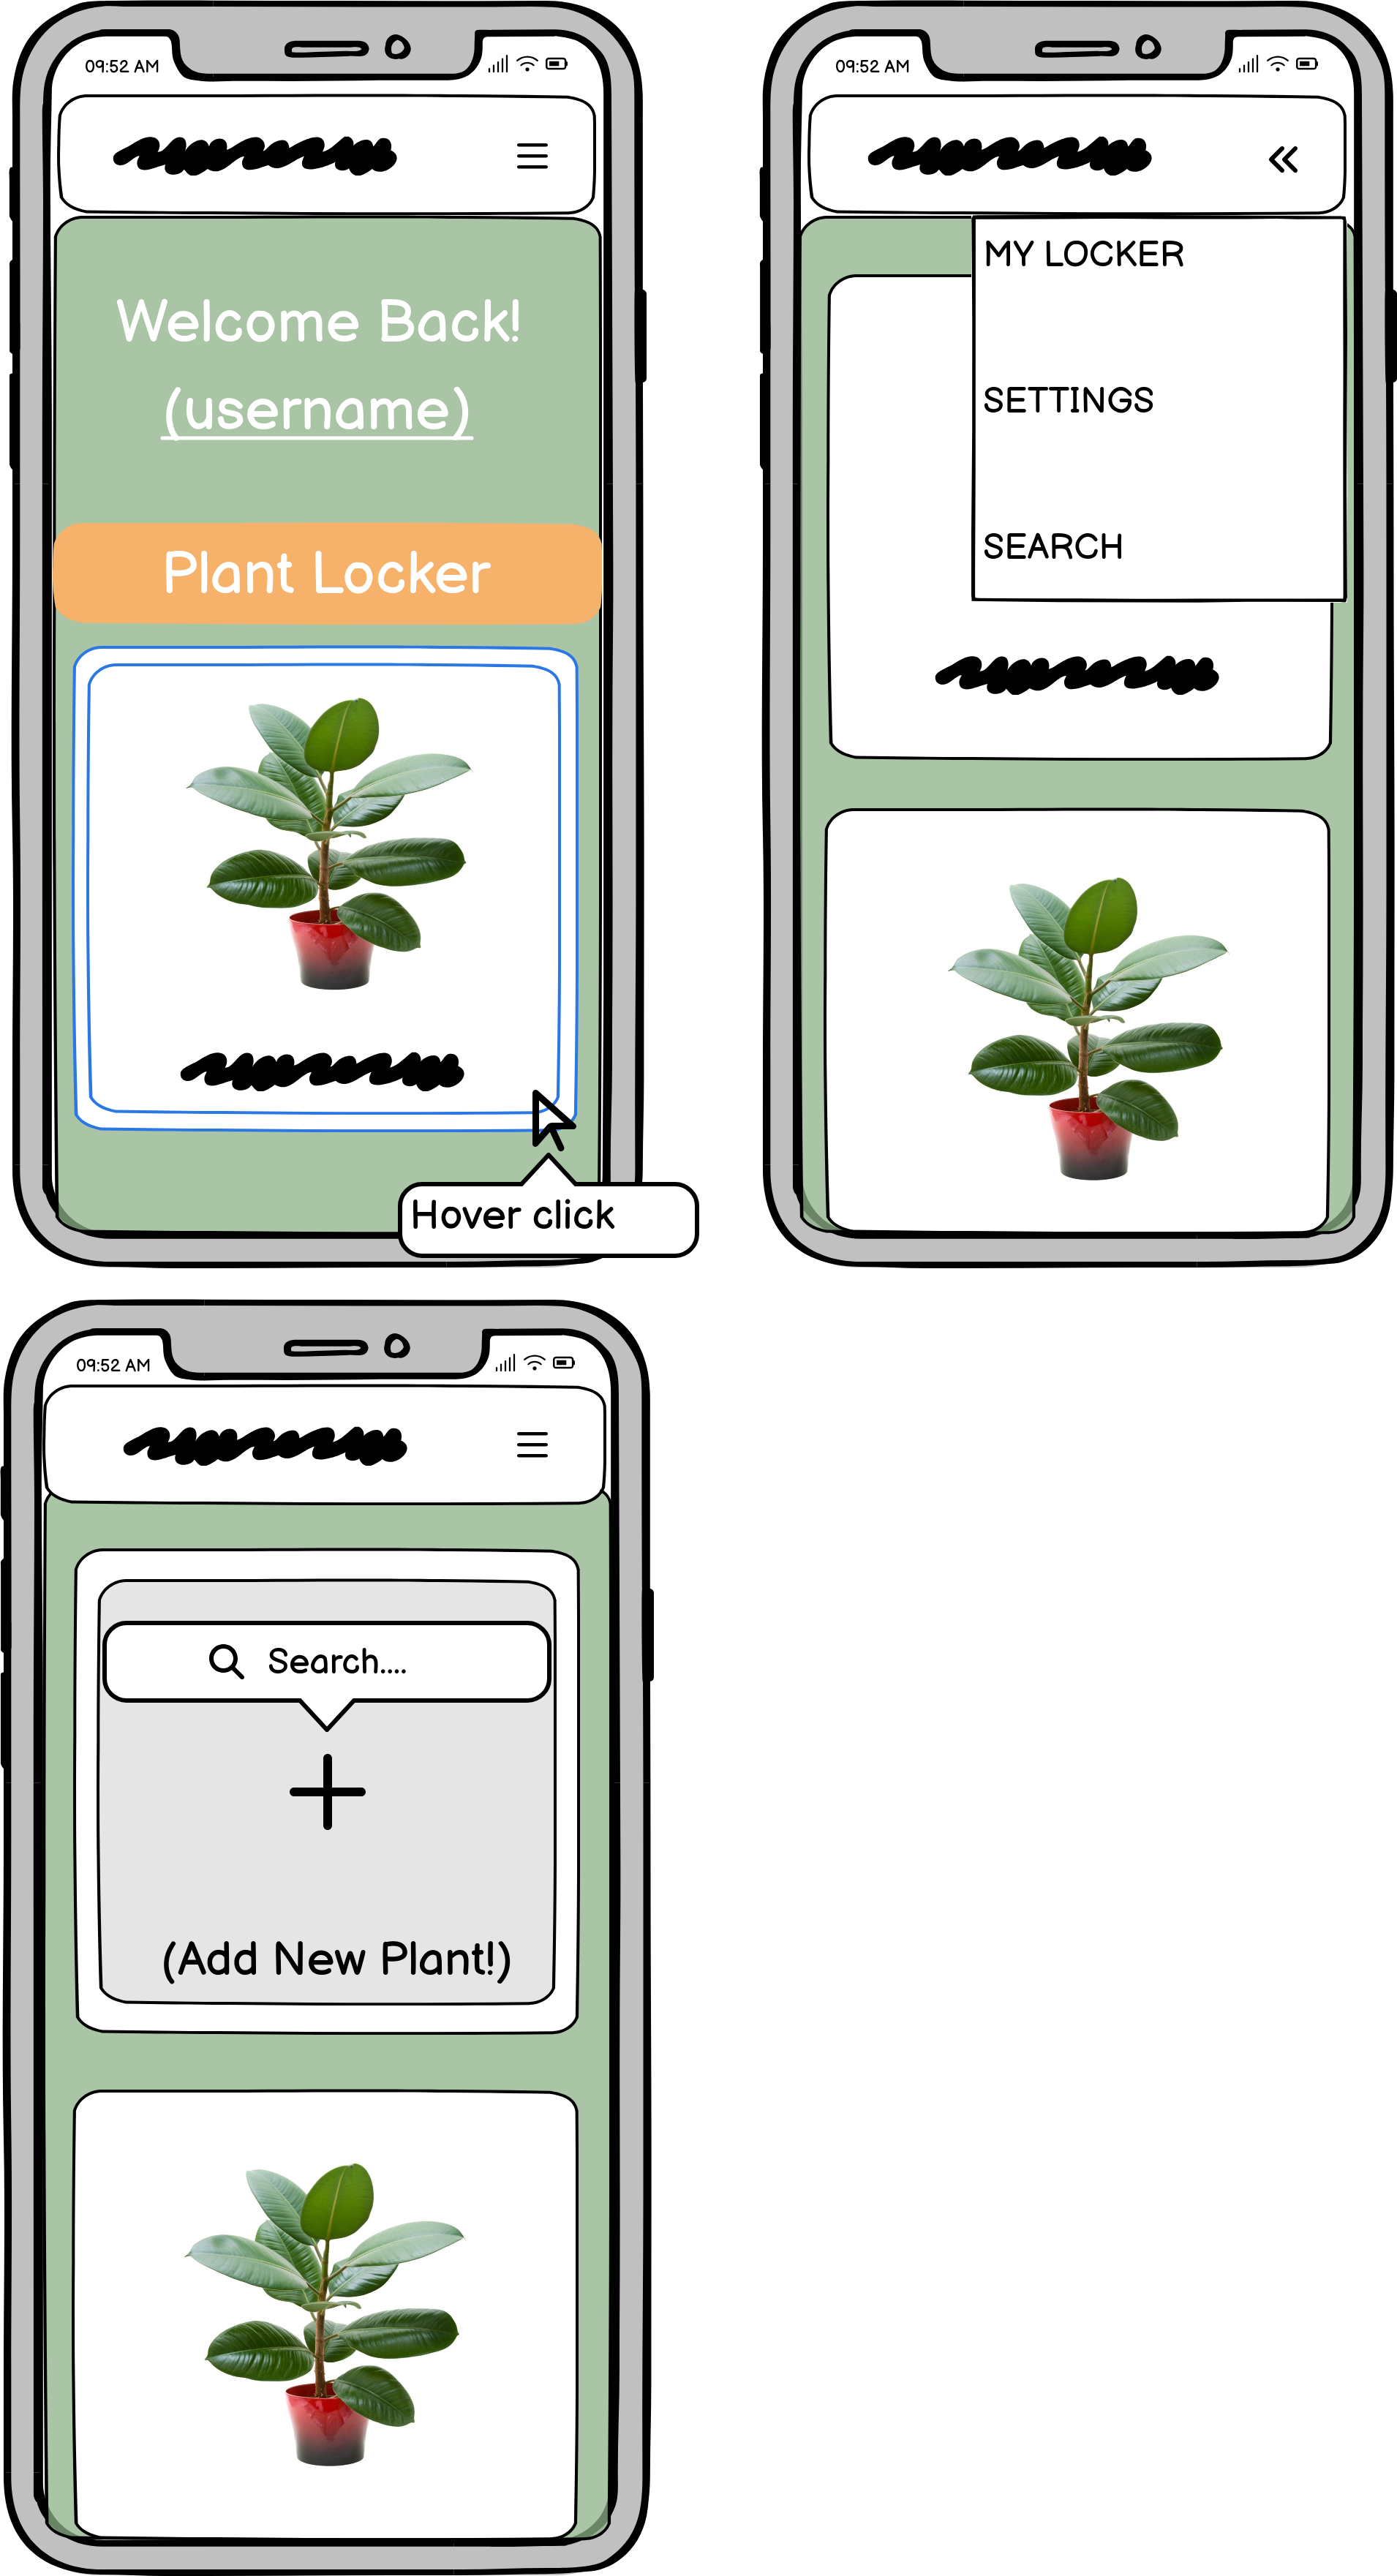 09:52 AM
Welcome Back!
(username)
Plant Locker
Hover click
09:52 AM
MY LOCKER
SETTINGS
SEARCH
09:52 AM
Search....
(Add New Plant!)